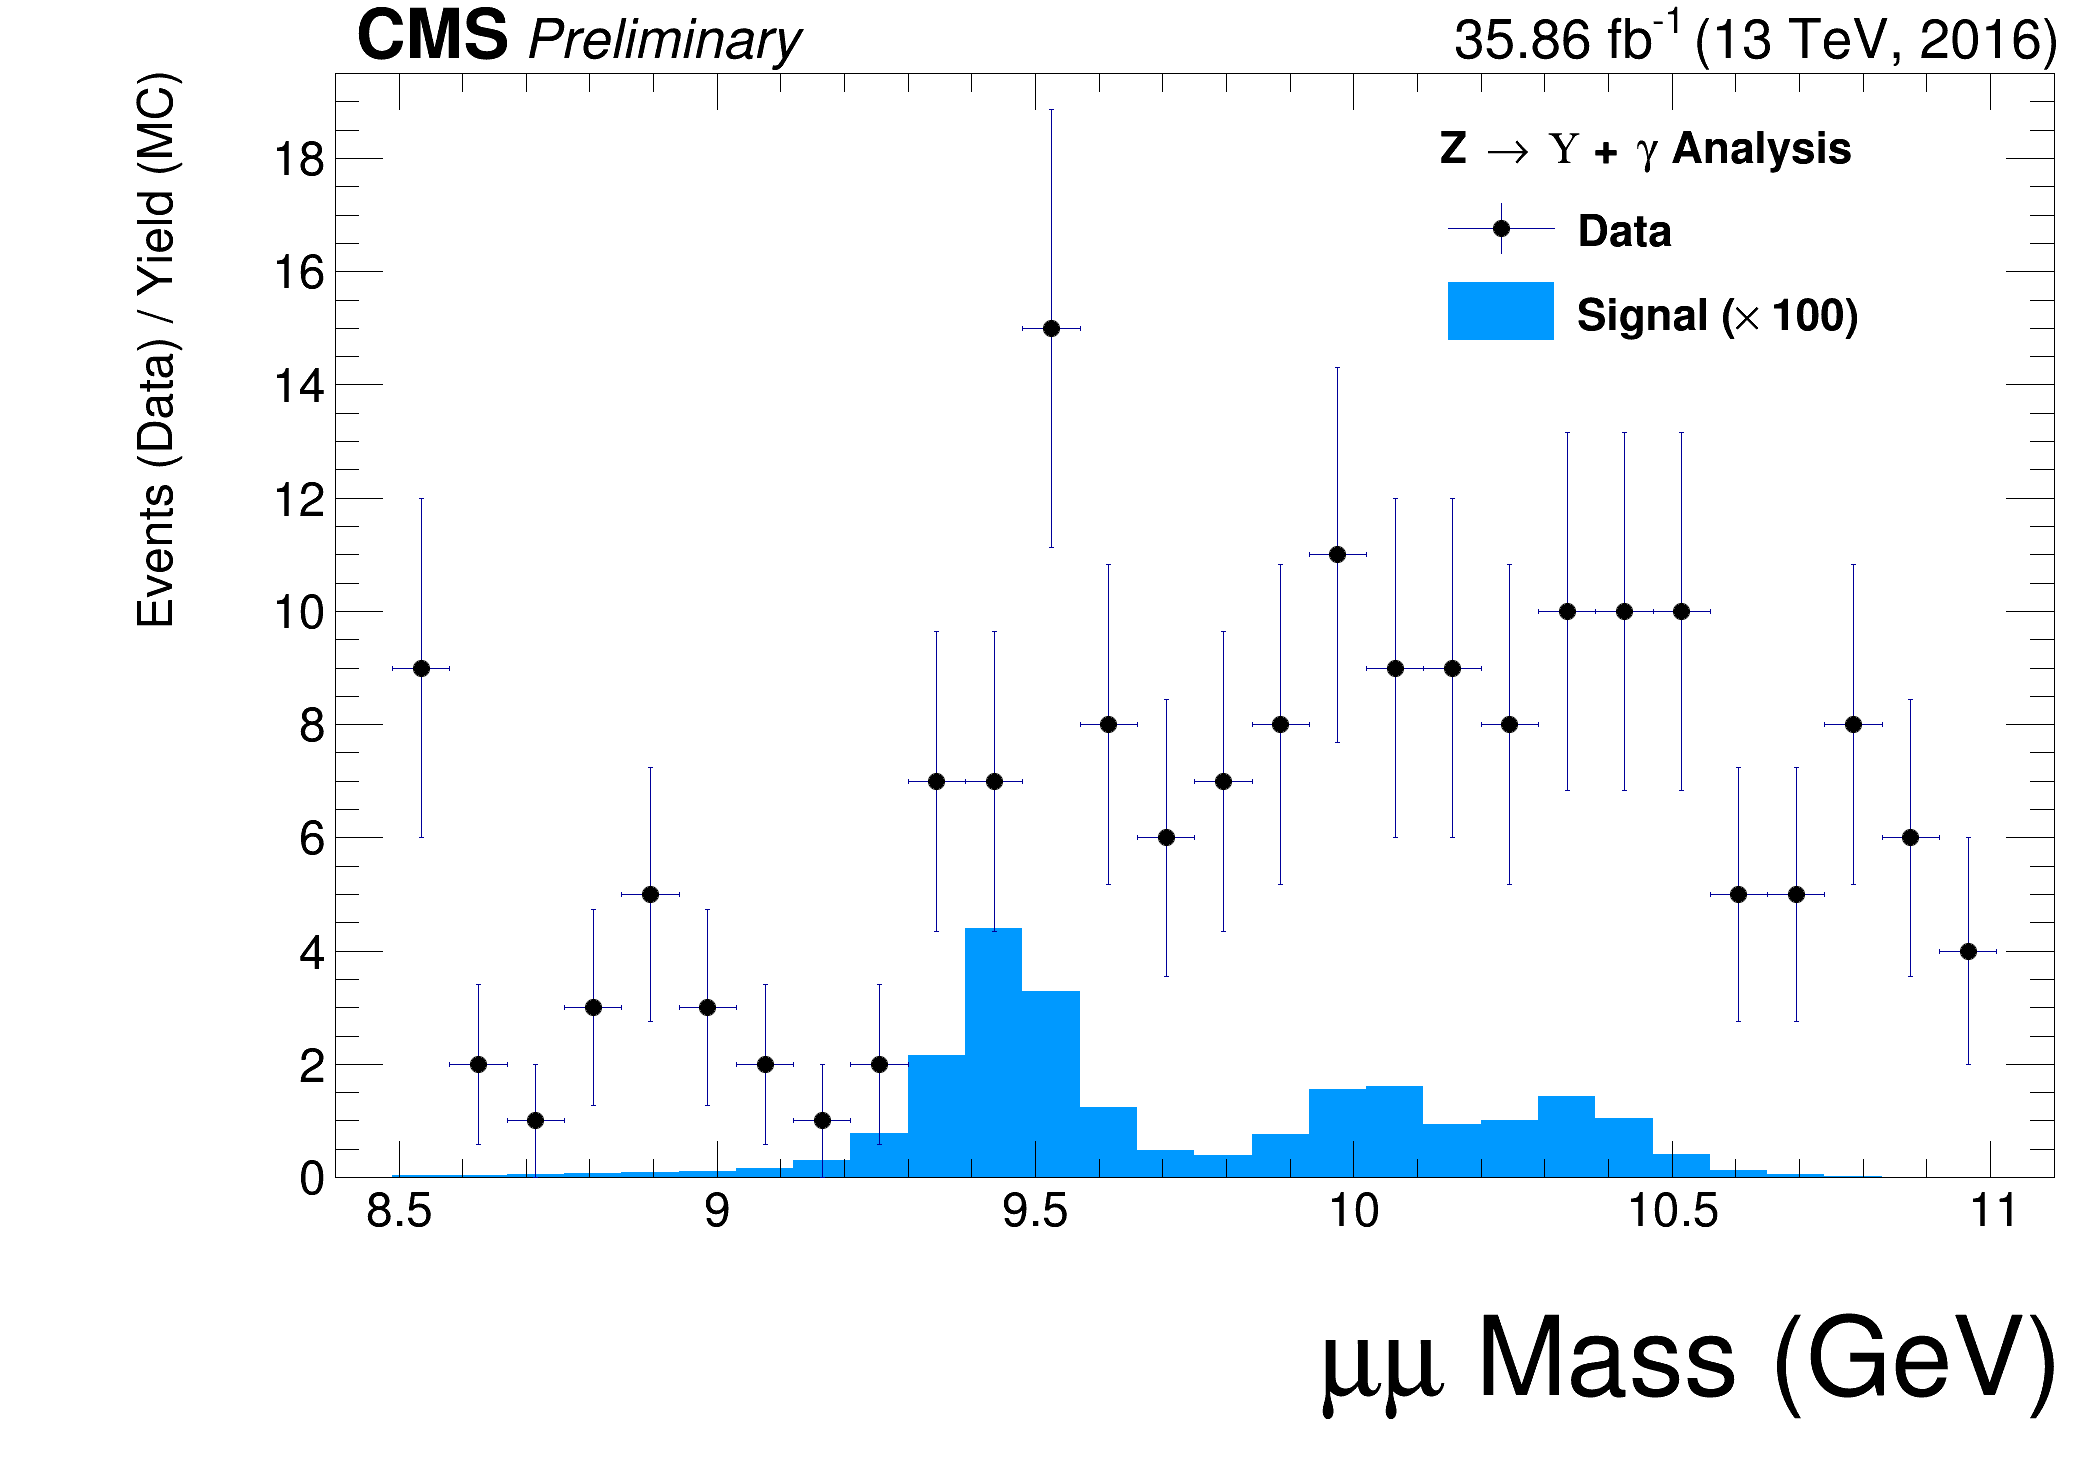 CMS Preliminary 35.86 fb⁻¹ (13 TeV, 2016)
Events (Data) / Yield (MC)
Z → Υ + γ Analysis
Data
Signal (× 100)
18
16
14
12
10
8
6
4
2
0
8.5 9 9.5 10 10.5 11
μμ Mass (GeV)